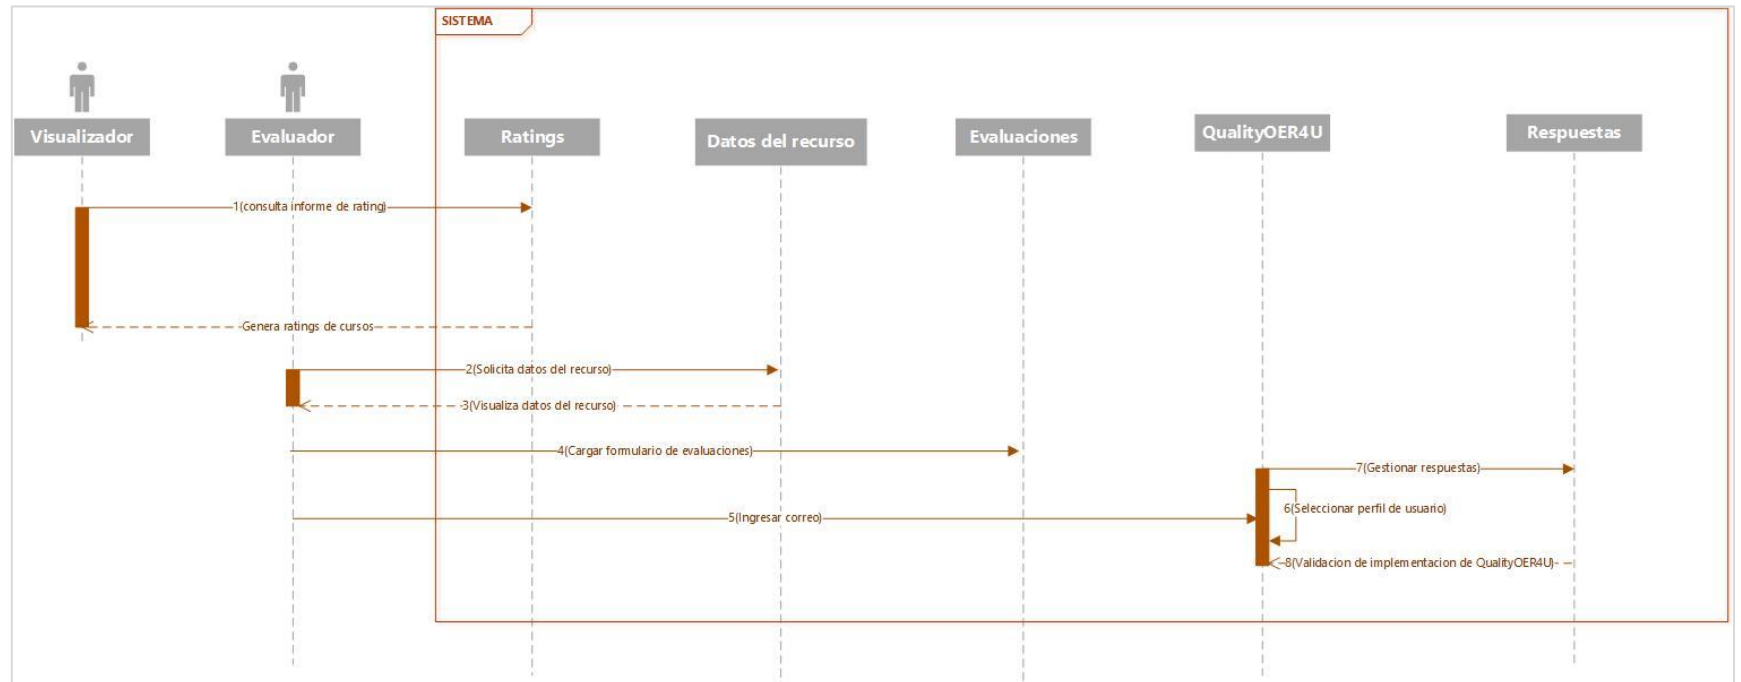 SISTEMA
Visualizador
Evaluador
Ratings
Datos del recurso
Evaluaciones
QualityOER4U
Respuestas
1(consulta informe de rating)
Genera ratings de cursos
2(Solicita datos del recurso)
3(Visualiza datos del recurso)
4(Cargar formulario de evaluaciones)
7(Gestionar respuestas)
6(Seleccionar perfil de usuario)
5(Ingresar correo)
8(Validacion de implementacion de QualityOER4U)